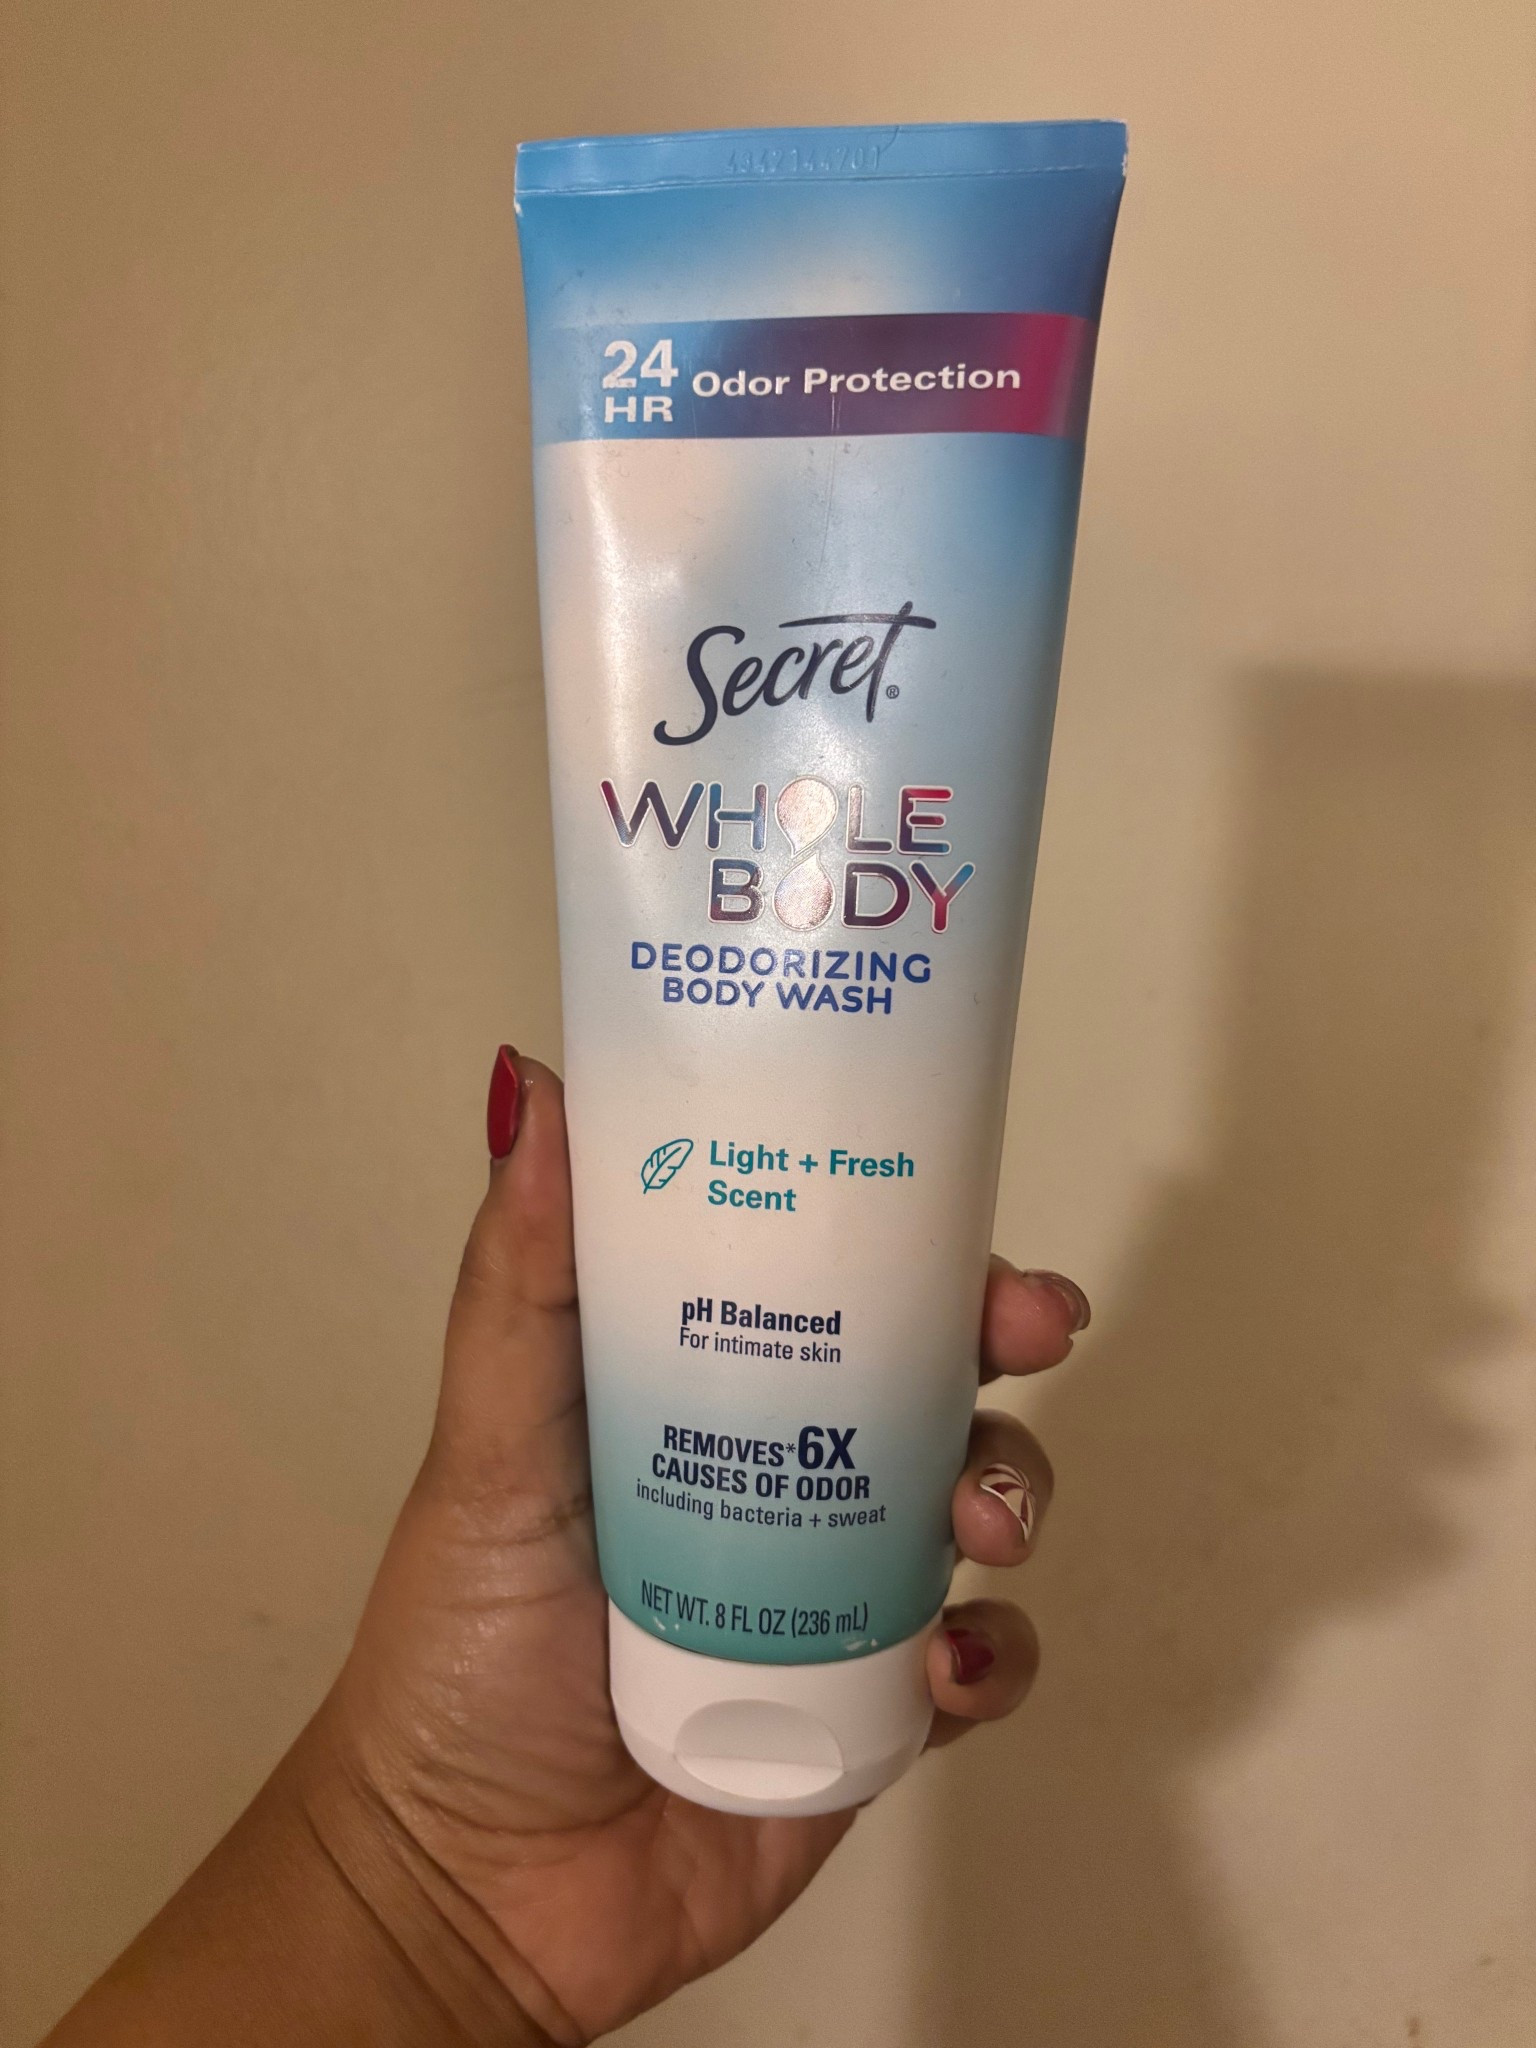 4347144701
24 HR Odor Protection
Secret®
WHOLE
BODY
DEODORIZING
BODY WASH
Light + Fresh
Scent
pH Balanced
For intimate skin
REMOVES* 6X
CAUSES OF ODOR
including bacteria + sweat
NET WT. 8 FL OZ (236 mL)